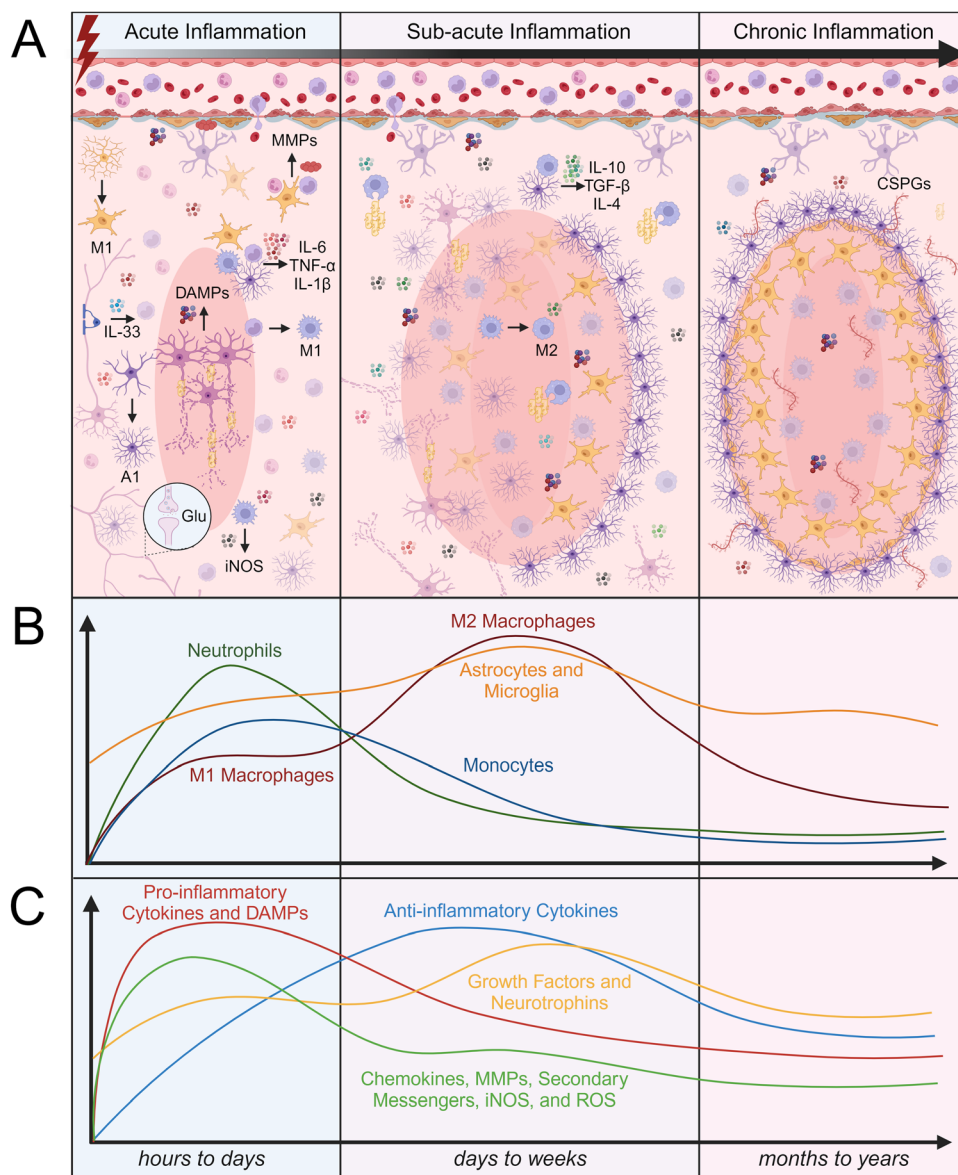 A
Acute Inflammation
Sub-acute Inflammation
Chronic Inflammation
MMPs
M1
IL-6
TNF-α
IL-1β
DAMPs
IL-33
M1
A1
Glu
iNOS
IL-10
TGF-β
IL-4
M2
CSPGs
B
Neutrophils
M1 Macrophages
M2 Macrophages
Astrocytes and
Microglia
Monocytes
C
Pro-inflammatory
Cytokines and DAMPs
Anti-inflammatory Cytokines
Growth Factors and
Neurotrophins
Chemokines, MMPs, Secondary
Messengers, iNOS, and ROS
hours to days
days to weeks
months to years